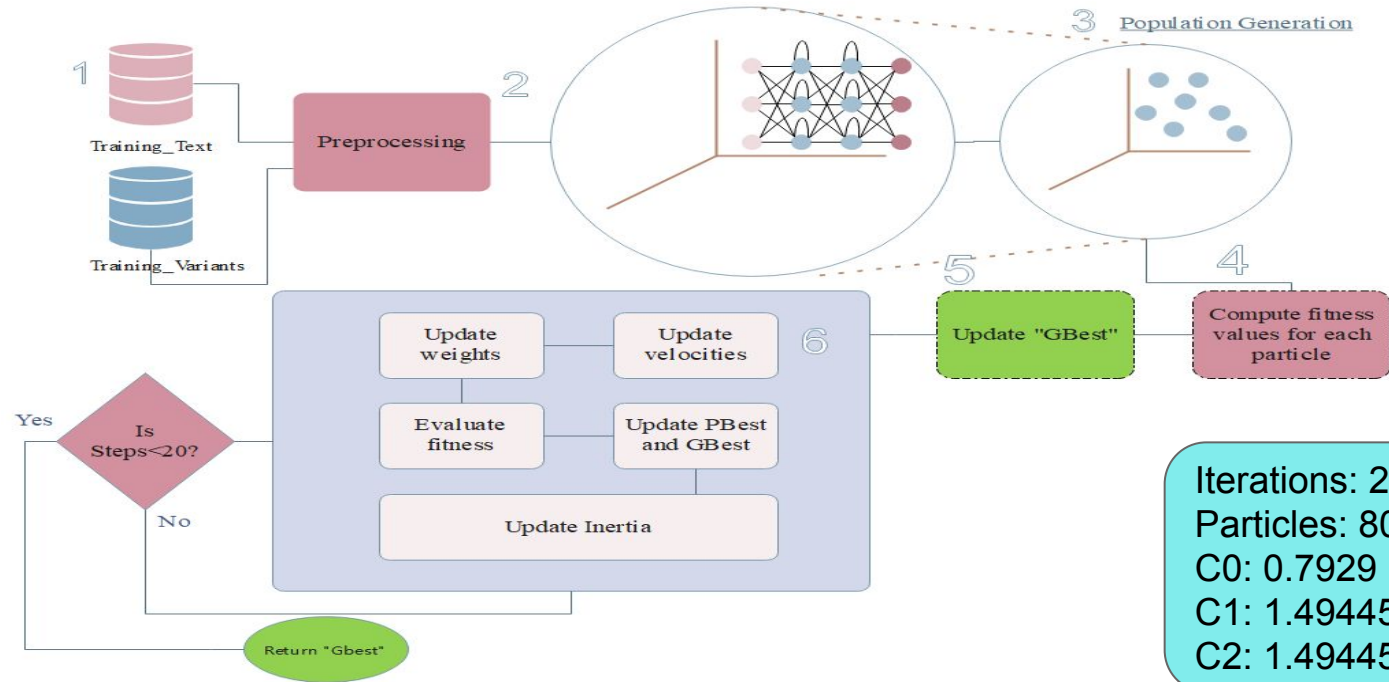 1
Training_Text
Training_Variants
Preprocessing
2
3
Population Generation
4
Compute fitness
values for each
particle
5
Update "GBest"
6
Update
weights
Update
velocities
Evaluate
fitness
Update PBest
and GBest
Update Inertia
Is
Steps<20?
Yes
No
Return "Gbest"
Iterations: 2
Particles: 80
C0: 0.7929
C1: 1.49445
C2: 1.49445